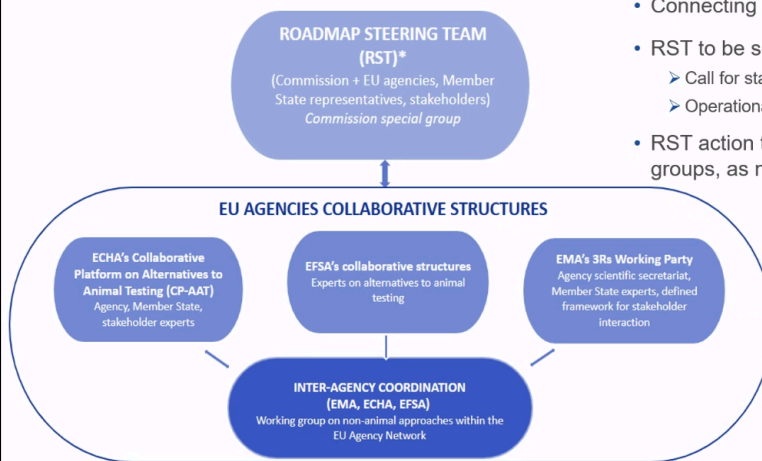 ROADMAP STEERING TEAM
(RST)*
(Commission + EU agencies, Member
State representatives, stakeholders)
Commission special group
• Connecting
• RST to be
➢ Call for
➢
• RST action
groups, as
EU AGENCIES COLLABORATIVE STRUCTURES
ECHA's Collaborative
Platform on Alternatives to
Animal Testing (CP-AAT)
Agency, Member State,
stakeholder experts
EFSA's collaborative structures
Experts on alternatives to animal
testing
EMA's 3Rs Working Party
Agency scientific secretariat,
Member State experts, defined
framework for stakeholder
interaction
INTER-AGENCY COORDINATION
(EMA, ECHA, EFSA)
Working group on non-animal approaches within the
EU Agency Network